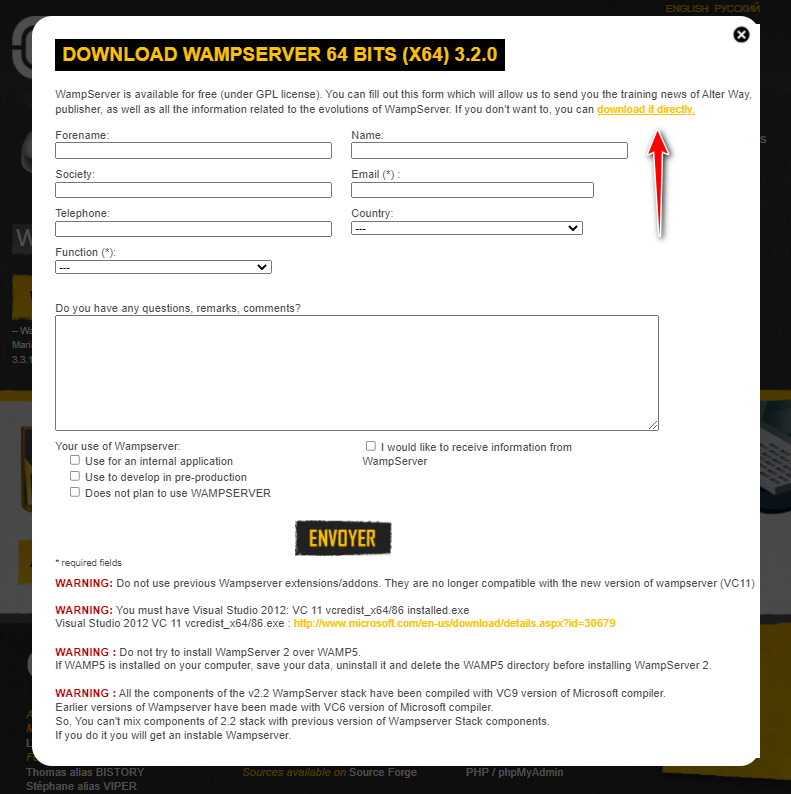 ENGLISH РУССКИЙ
DOWNLOAD WAMPSERVER 64 BITS (X64) 3.2.0
WampServer is available for free (under GPL license). You can fill out this form which will allow us to send you the training news of Alter Way,
publisher, as well as all the information related to the evolutions of WampServer. If you don't want to, you can download it directly.
Forename:
Name:
Society:
Email (*) :
Telephone:
Country:
---
Function (*):
---
Do you have any questions, remarks, comments?
Your use of Wampserver:
Use for an internal application
Use to develop in pre-production
Does not plan to use WAMPSERVER
I would like to receive information from
WampServer
ENVOYER
* required fields
WARNING: Do not use previous Wampserver extensions/addons. They are no longer compatible with the new version of wampserver (VC11)
WARNING: You must have Visual Studio 2012: VC 11 vcredist_x64/86 installed.exe
Visual Studio 2012 VC 11 vcredist_x64/86.exe : http://www.microsoft.com/en-us/download/details.aspx?id=30679
WARNING : Do not try to install WampServer 2 over WAMP5.
If WAMP5 is installed on your computer, save your data, uninstall it and delete the WAMP5 directory before installing WampServer 2.
WARNING : All the components of the v2.2 WampServer stack have been compiled with VC9 version of Microsoft compiler.
Earlier versions of Wampserver have been made with VC6 version of Microsoft compiler.
So, You can't mix components of 2.2 stack with previous version of Wampserver Stack components.
If you do it you will get an instable Wampserver.
Thomas alias BISTORY
Sources available on Source Forge
PHP / phpMyAdmin
Stéphane alias VIPER